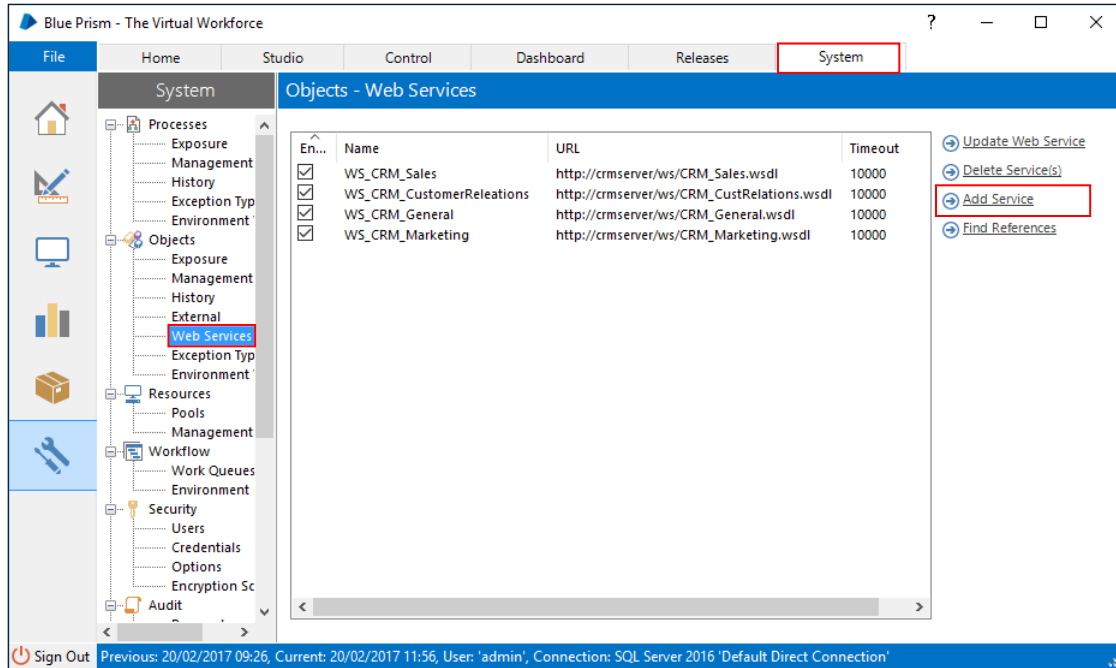 Blue Prism - The Virtual Workforce
?
File
Home
Studio
Control
Dashboard
Releases
System
System
Objects - Web Services
Processes
Exposure
Management
History
Exception Typ
Environment
Objects
Exposure
Management
History
External
Web Services
Exception Typ
Environment
Resources
Pools
Management
Workflow
Work Queues
Environment
Security
Users
Credentials
Options
Encryption Sc
Audit
En... Name URL Timeout
WS_CRM_Sales http://crmserver/ws/CRM_Sales.wsdl 10000
WS_CRM_CustomerReleations http://crmserver/ws/CRM_CustRelations.wsdl 10000
WS_CRM_General http://crmserver/ws/CRM_General.wsdl 10000
WS_CRM_Marketing http://crmserver/ws/CRM_Marketing.wsdl 10000
Update Web Service
Delete Service(s)
Add Service
Find References
Sign Out Previous: 20/02/2017 09:26, Current: 20/02/2017 11:56, User: 'admin', Connection: SQL Server 2016 'Default Direct Connection'